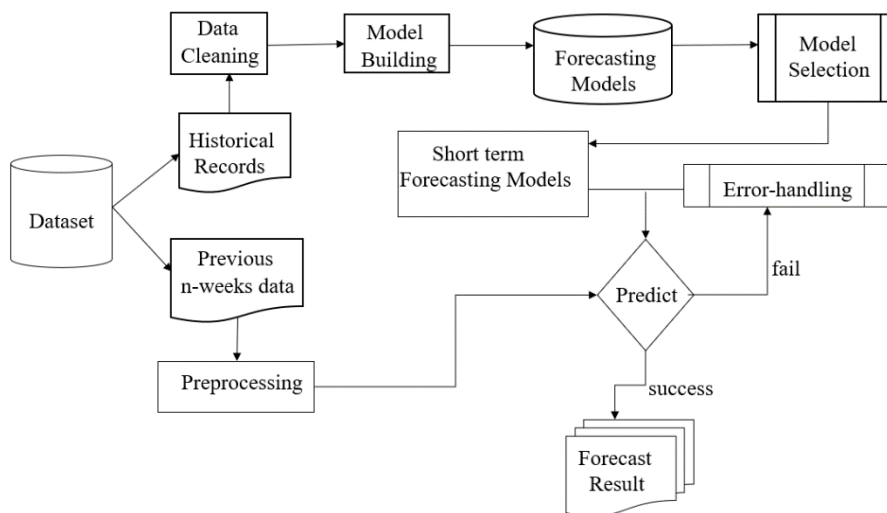 Data
Cleaning
Model
Building
Forecasting
Models
Model
Selection
Historical
Records
Short term
Forecasting Models
Error-handling
Dataset
Previous
n-weeks data
Predict
fail
Preprocessing
success
Forecast
Result